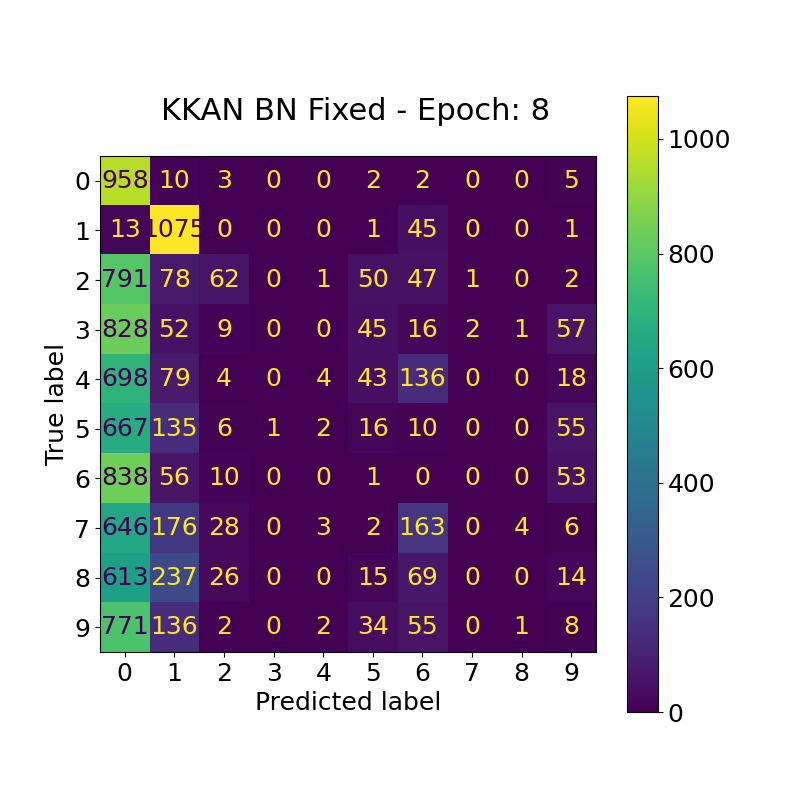 KKAN BN Fixed - Epoch: 8
0 958 10 3 0 0 2 2 0 0 5
1 13 1075 0 0 0 1 45 0 0 1
2 791 78 62 0 1 50 47 1 0 2
3 828 52 9 0 0 45 16 2 1 57
4 698 79 4 0 4 43 136 0 0 18
5 667 135 6 1 2 16 10 0 0 55
6 838 56 10 0 0 1 0 0 0 53
7 646 176 28 0 3 2 163 0 4 6
8 613 237 26 0 0 15 69 0 0 14
9 771 136 2 0 2 34 55 0 1 8
0 1 2 3 4 5 6 7 8 9
Predicted label
True label
1000
800
600
400
200
0